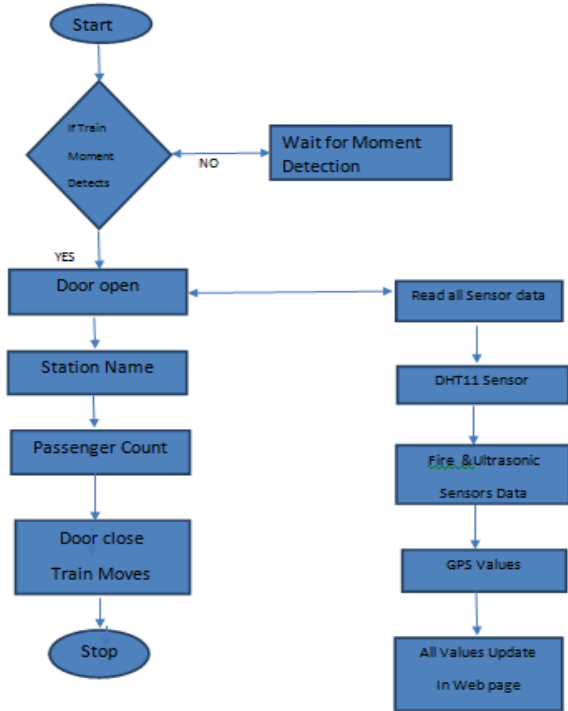 Start
If Train
Moment
Detects
NO
Wait for Moment
Detection
YES
Door open
Station Name
Passenger Count
Door close
Train Moves
Stop
Read all Sensor data
DHT11 Sensor
Fire &Ultrasonic
Sensors Data
GPS Values
All Values Update
In Web page